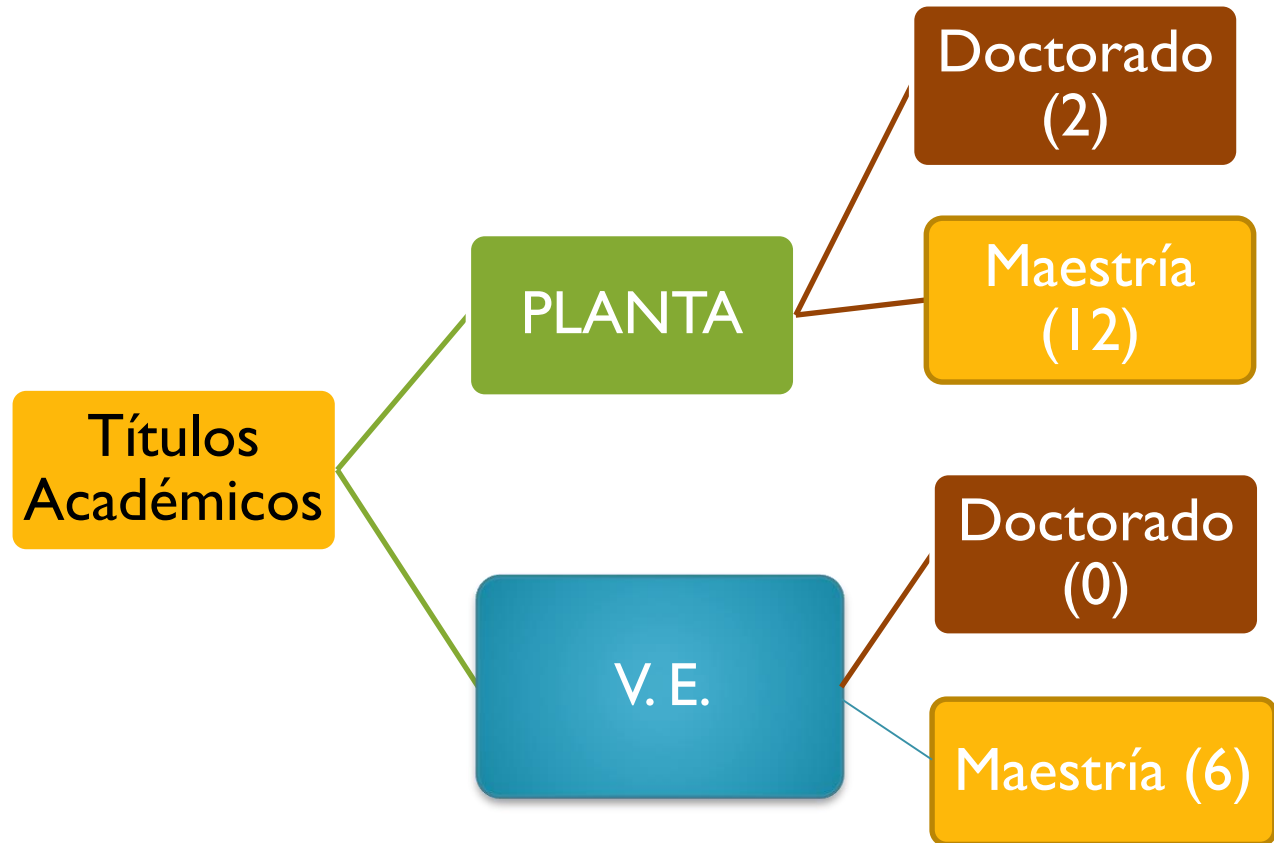 Títulos
Académicos
PLANTA
Doctorado
(2)
Maestría
(12)
V. E.
Doctorado
(0)
Maestría (6)